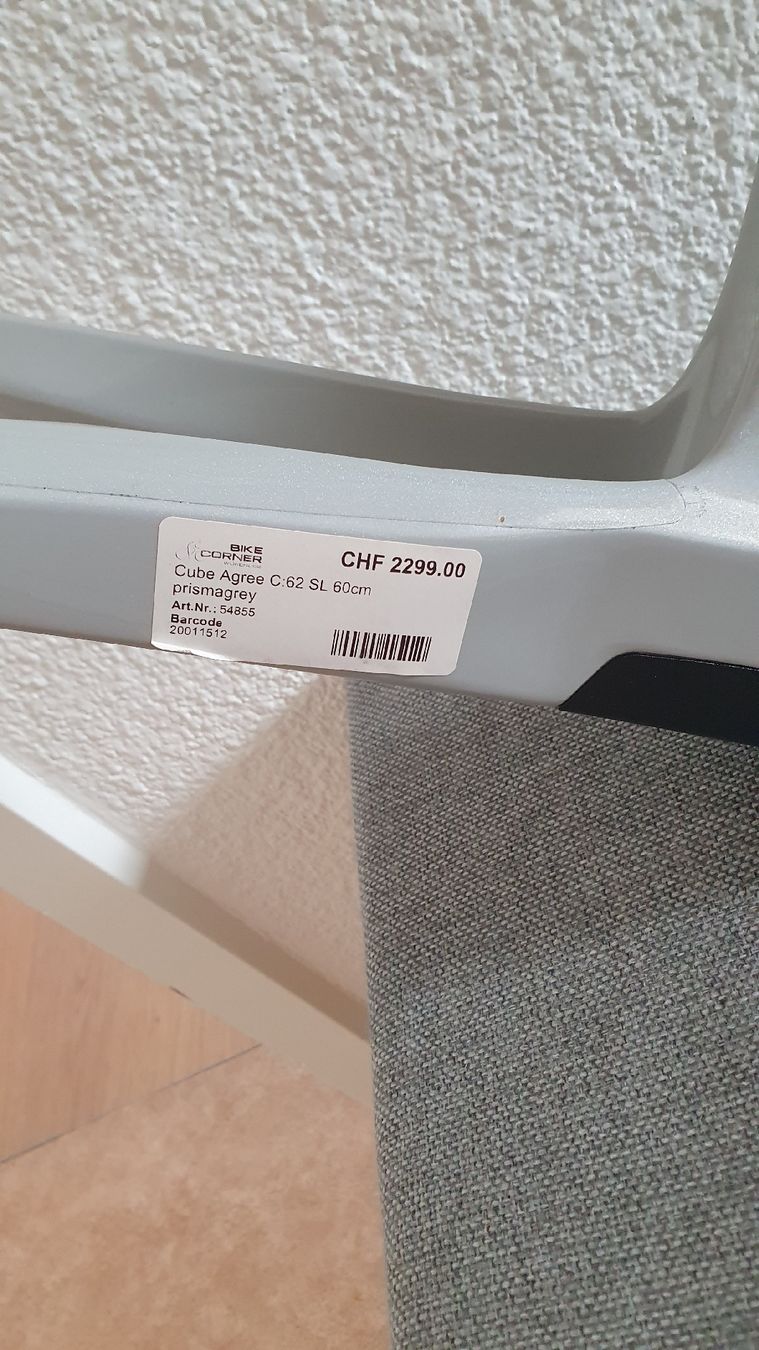 BIKE
CORNER
CHF 2299.00
Cube Agree C:62 SL 60cm
prismagrey
Art.Nr.: 54855
Barcode
20011512